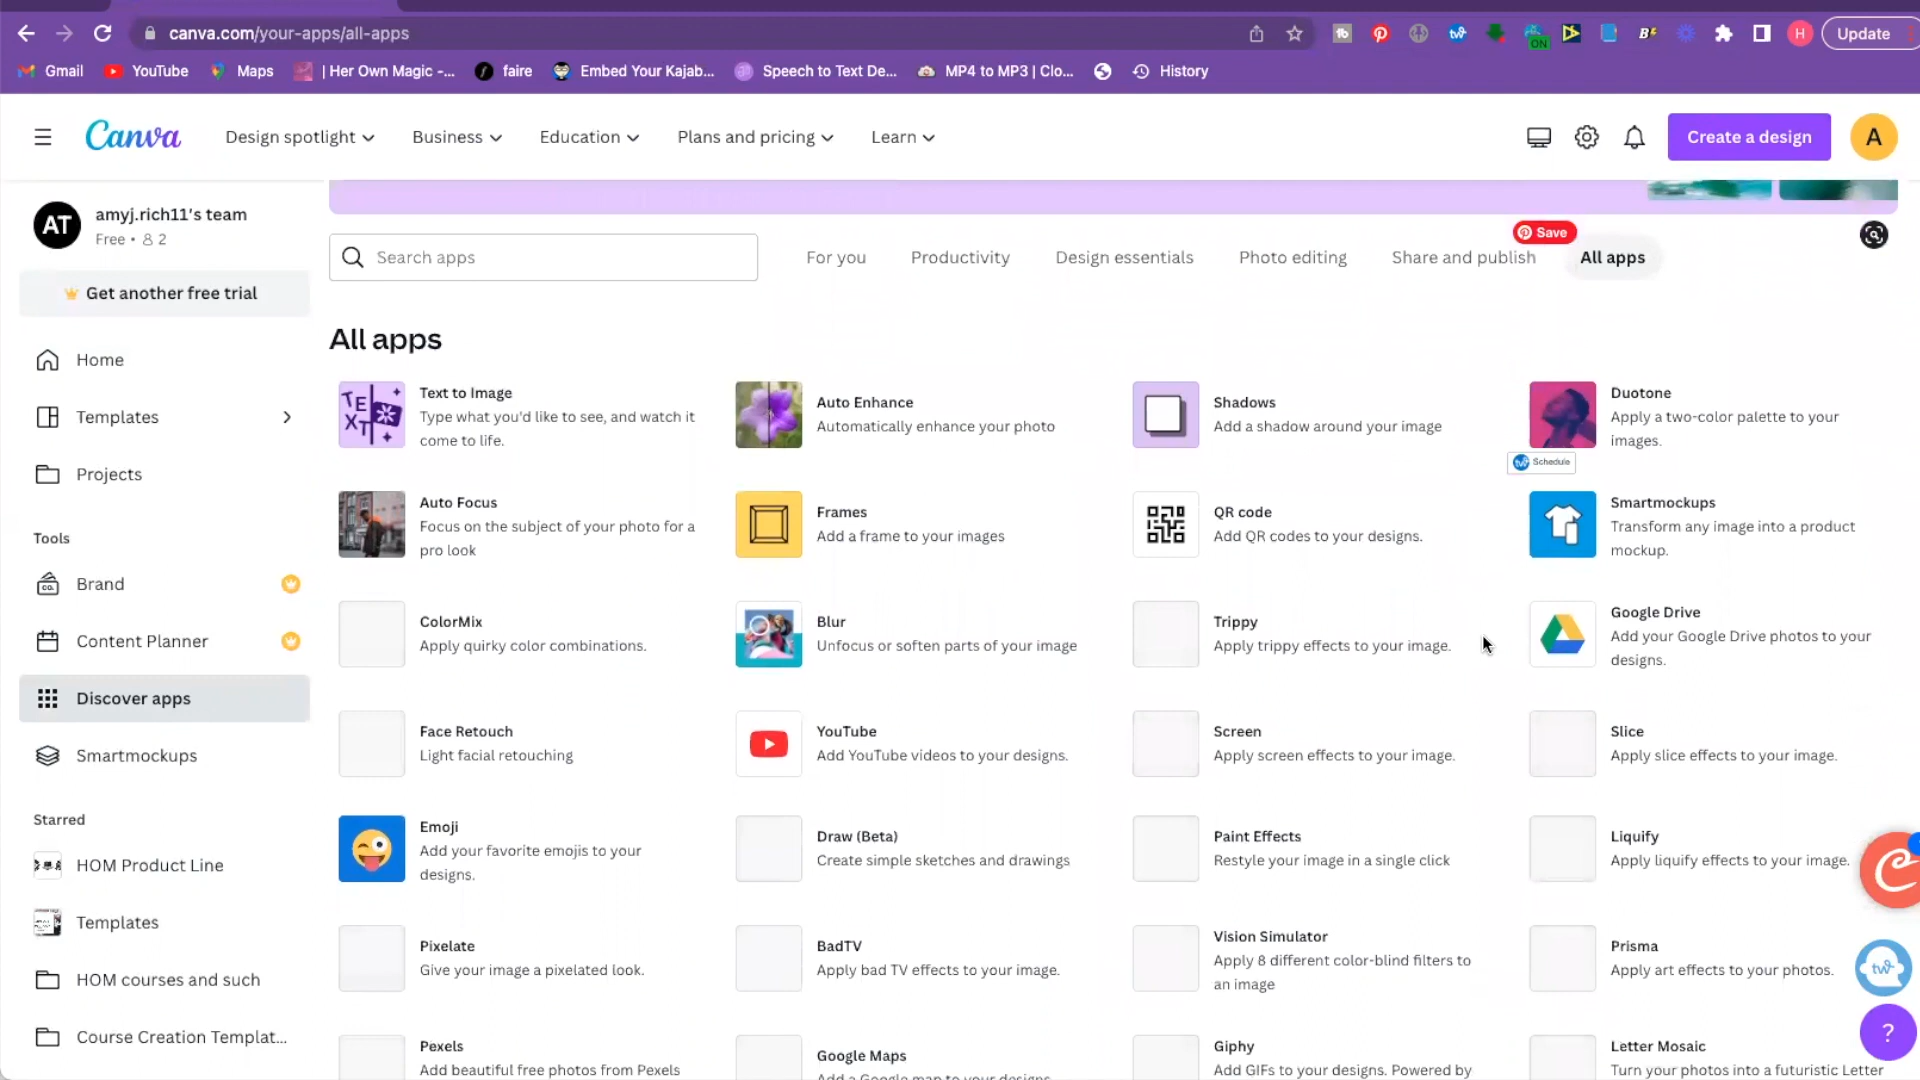 canva.com/your-apps/all-apps
Update
H
Gmail
YouTube
Maps
| Her Own Magic -...
faire
Embed Your Kajab...
Speech to Text De...
MP4 to MP3 | Clo...
History
ON
Canva
Design spotlight
Business
Education
Plans and pricing
Learn
Create a design
A
AT
amyj.rich11's team
Free • 2
Get another free trial
Home
Templates
Projects
Tools
Brand
Content Planner
Discover apps
Smartmockups
Starred
HOM Product Line
Templates
HOM courses and such
Course Creation Templat...
Search apps
For you
Productivity
Design essentials
Photo editing
Share and publish
Save
All apps
All apps
TEXT
Text to Image
Type what you'd like to see, and watch it
come to life.
Auto Enhance
Automatically enhance your photo
Shadows
Add a shadow around your image
Duotone
Apply a two-color palette to your
images.
Schedule
Auto Focus
Focus on the subject of your photo for a
pro look
Frames
Add a frame to your images
QR code
Add QR codes to your designs.
Smartmockups
Transform any image into a product
mockup.
ColorMix
Apply quirky color combinations.
Blur
Unfocus or soften parts of your image
Trippy
Apply trippy effects to your image.
Google Drive
Add your Google Drive photos to your
designs.
Face Retouch
Light facial retouching
YouTube
Add YouTube videos to your designs.
Screen
Apply screen effects to your image.
Slice
Apply slice effects to your image.
Emoji
Add your favorite emojis to your
designs.
Draw (Beta)
Create simple sketches and drawings
Paint Effects
Restyle your image in a single click
Liquify
Apply liquify effects to your image.
Pixelate
Give your image a pixelated look.
BadTV
Apply bad TV effects to your image.
Vision Simulator
Apply 8 different color-blind filters to
an image
Prisma
Apply art effects to your photos.
Pexels
Add beautiful free photos from Pexels
Google Maps
Add a Google map to your designs
Giphy
Add GIFs to your designs. Powered by
Letter Mosaic
Turn your photos into a futuristic Letter
?